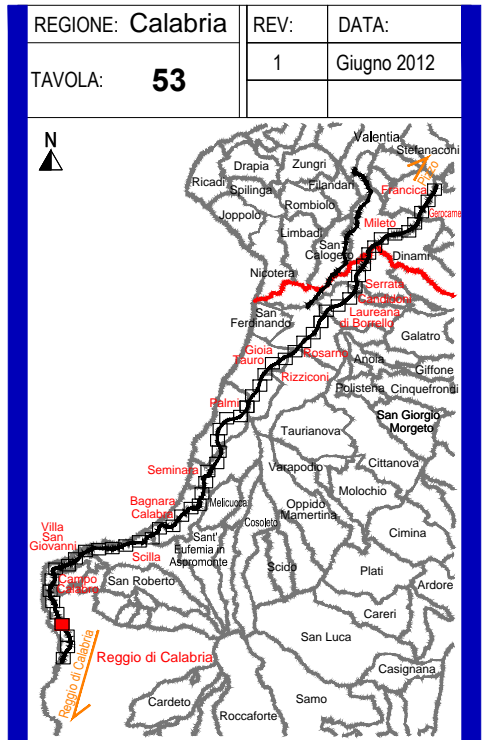 REGIONE: Calabria
REV:
DATA:
TAVOLA: 53
1
Giugno 2012
N
Valentia
Stefanaconi
Pizzo
Drapia
Zungri
Filandari
Francica
Ricadi
Spilinga
Rombiolo
Gerocarne
Joppolo
Mileto
Limbadi
San
Calogero
Dinami
Nicotera
Serrata
Candidoni
San
Ferdinando
Laureana
di Borrello
Galatro
Gioia
Tauro
Rosarno
Anoia
Giffone
Rizziconi
Polistena
Cinquefrondi
Palmi
San Giorgio
Morgeto
Taurianova
Seminara
Varapodio
Cittanova
Molochio
Bagnara
Calabra
Melicuccà
Oppido
Mamertina
Cosoleto
Villa
San
Giovanni
Sant'
Eufemia in
Aspromonte
Cimina
Scilla
Scido
Plati
Campo
Calabro
San Roberto
Ardore
Careri
San Luca
Reggio di Calabria
Reggio di Calabria
Casignana
Cardeto
Samo
Roccaforte